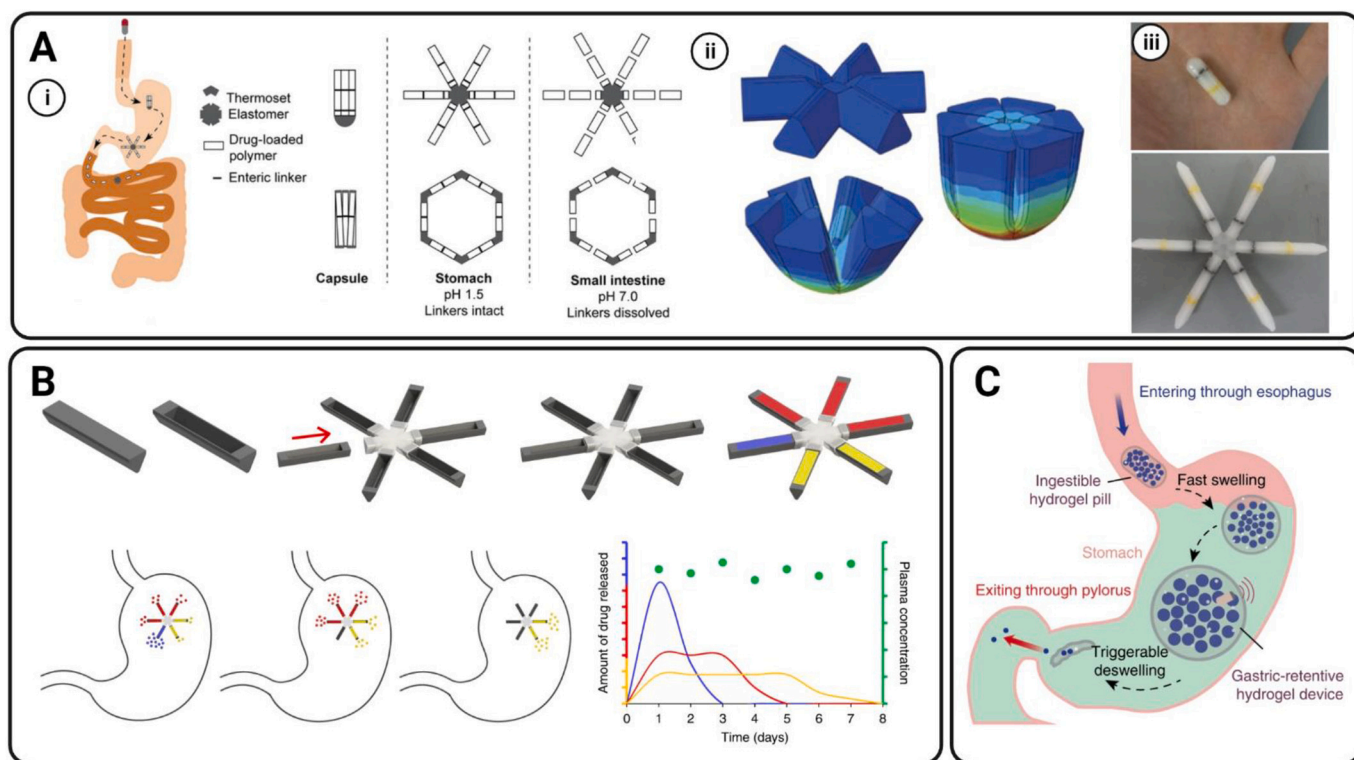 A
i
Thermoset
Elastomer
Drug-loaded
polymer
Enteric linker
Capsule
Stomach
pH 1.5
Linkers intact
Small intestine
pH 7.0
Linkers dissolved
ii
iii
B
Amount of drug released
Plasma concentration
0 1 2 3 4 5 6 7 8
Time (days)
C
Entering through esophagus
Ingestible
hydrogel pill
Fast swelling
Stomach
Exiting through pylorus
Triggerable
deswelling
Gastric-retentive
hydrogel device